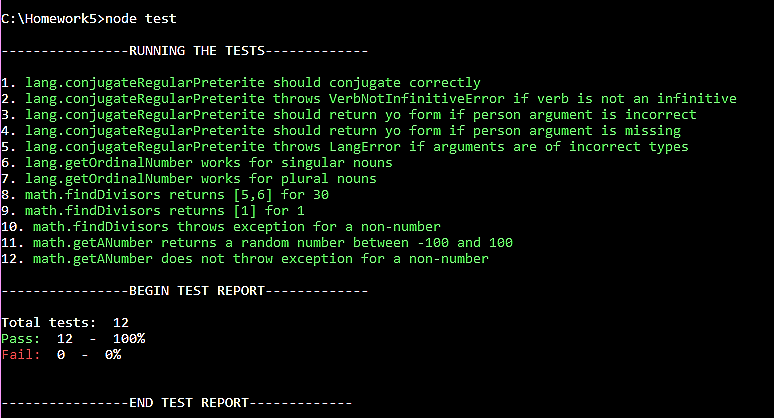 C:\Homework5>node test
----------------RUNNING THE TESTS-------------
1. lang.conjugateRegularPreterite should conjugate correctly
2. lang.conjugateRegularPreterite throws VerbNotInfinitiveError if verb is not an infinitive
3. lang.conjugateRegularPreterite should return yo form if person argument is incorrect
4. lang.conjugateRegularPreterite should return yo form if person argument is missing
5. lang.conjugateRegularPreterite throws LangError if arguments are of incorrect types
6. lang.getOrdinalNumber works for singular nouns
7. lang.getOrdinalNumber works for plural nouns
8. math.findDivisors returns [5,6] for 30
9. math.findDivisors returns [1] for 1
10. math.findDivisors throws exception for a non-number
11. math.getANumber returns a random number between -100 and 100
12. math.getANumber does not throw exception for a non-number
----------------BEGIN TEST REPORT-------------
Total tests:  12
Pass:  12  -  100%
Fail:  0  -  0%
----------------END TEST REPORT-------------